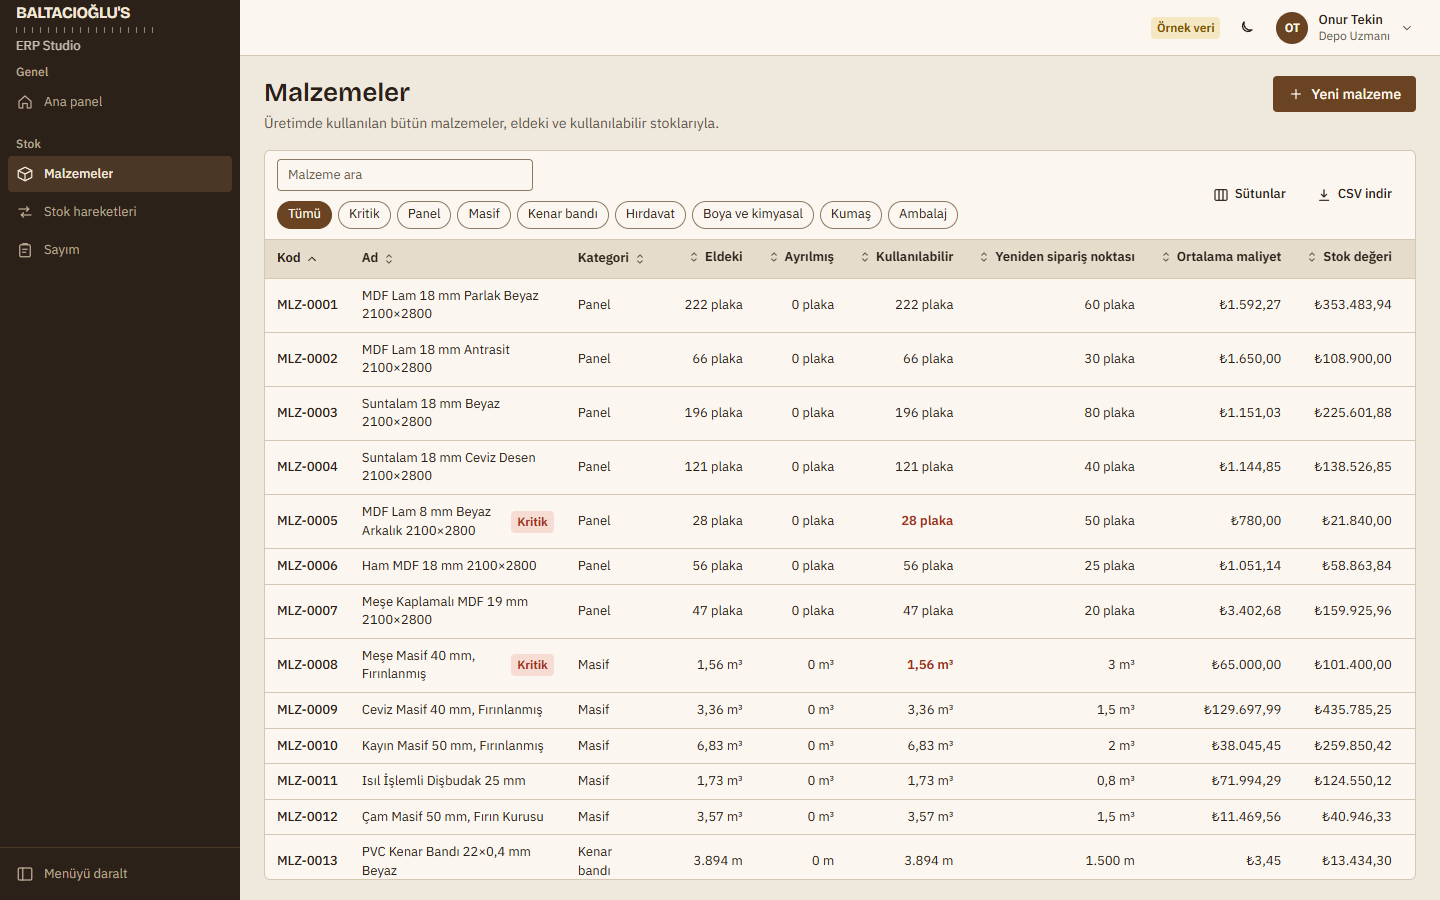 BALTACIOĞLU'S
ERP Studio
Genel
Ana panel
Stok
Malzemeler
Stok hareketleri
Sayım
Menüyü daralt
Örnek veri
OT
Onur Tekin
Depo Uzmanı
Malzemeler
Üretimde kullanılan bütün malzemeler, eldeki ve kullanılabilir stoklarıyla.
+ Yeni malzeme
Malzeme ara
Tümü Kritik Panel Masif Kenar bandı Hırdavat Boya ve kimyasal Kumaş Ambalaj
Sütunlar CSV indir
Kod Ad Kategori Eldeki Ayrılmış Kullanılabilir Yeniden sipariş noktası Ortalama maliyet Stok değeri
MLZ-0001 MDF Lam 18 mm Parlak Beyaz 2100×2800 Panel 222 plaka 0 plaka 222 plaka 60 plaka ₺1.592,27 ₺353.483,94
MLZ-0002 MDF Lam 18 mm Antrasit 2100×2800 Panel 66 plaka 0 plaka 66 plaka 30 plaka ₺1.650,00 ₺108.900,00
MLZ-0003 Suntalam 18 mm Beyaz 2100×2800 Panel 196 plaka 0 plaka 196 plaka 80 plaka ₺1.151,03 ₺225.601,88
MLZ-0004 Suntalam 18 mm Ceviz Desen 2100×2800 Panel 121 plaka 0 plaka 121 plaka 40 plaka ₺1.144,85 ₺138.526,85
MLZ-0005 MDF Lam 8 mm Beyaz Arkalık 2100×2800 Kritik Panel 28 plaka 0 plaka 28 plaka 50 plaka ₺780,00 ₺21.840,00
MLZ-0006 Ham MDF 18 mm 2100×2800 Panel 56 plaka 0 plaka 56 plaka 25 plaka ₺1.051,14 ₺58.863,84
MLZ-0007 Meşe Kaplamalı MDF 19 mm 2100×2800 Panel 47 plaka 0 plaka 47 plaka 20 plaka ₺3.402,68 ₺159.925,96
MLZ-0008 Meşe Masif 40 mm, Fırınlanmış Kritik Masif 1,56 m³ 0 m³ 1,56 m³ 3 m³ ₺65.000,00 ₺101.400,00
MLZ-0009 Ceviz Masif 40 mm, Fırınlanmış Masif 3,36 m³ 0 m³ 3,36 m³ 1,5 m³ ₺129.697,99 ₺435.785,25
MLZ-0010 Kayın Masif 50 mm, Fırınlanmış Masif 6,83 m³ 0 m³ 6,83 m³ 2 m³ ₺38.045,45 ₺259.850,42
MLZ-0011 Isıl İşlemli Dişbudak 25 mm Masif 1,73 m³ 0 m³ 1,73 m³ 0,8 m³ ₺71.994,29 ₺124.550,12
MLZ-0012 Çam Masif 50 mm, Fırın Kurusu Masif 3,57 m³ 0 m³ 3,57 m³ 1,5 m³ ₺11.469,56 ₺40.946,33
MLZ-0013 PVC Kenar Bandı 22×0,4 mm Beyaz Kenar bandı 3.894 m 0 m 3.894 m 1.500 m ₺3,45 ₺13.434,30